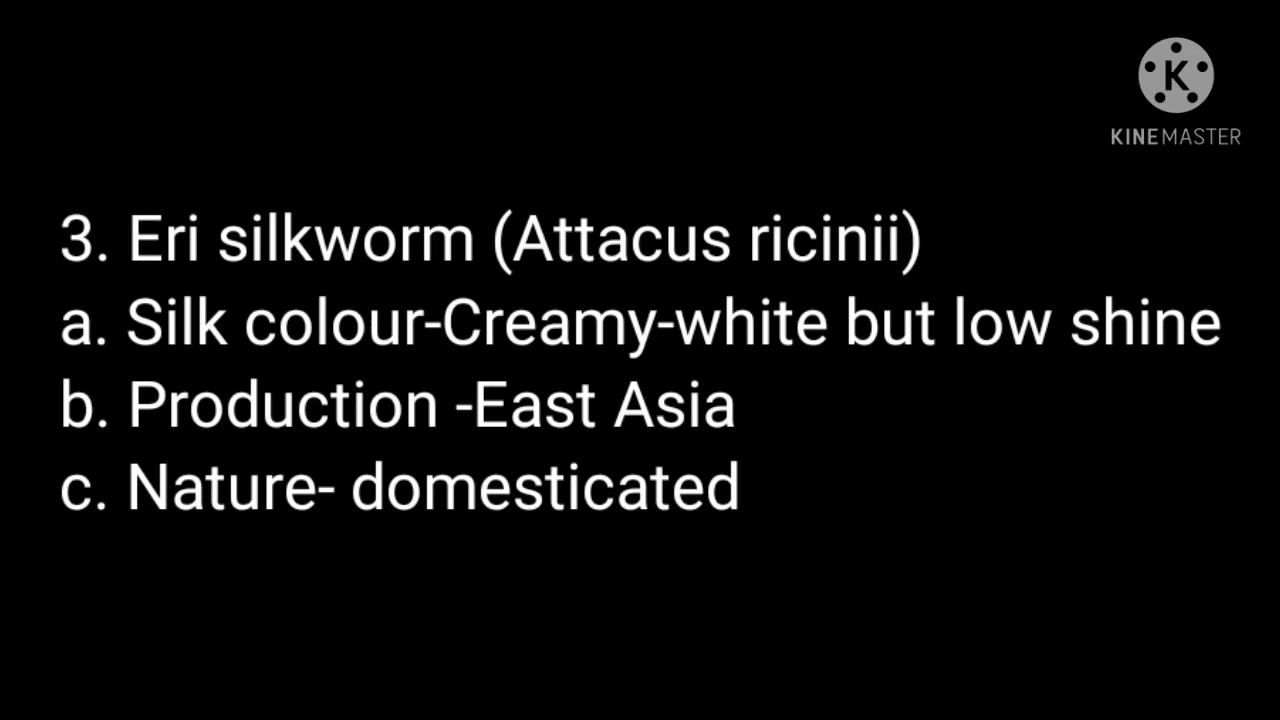 K
KINEMASTER
3. Eri silkworm (Attacus ricinii)
a. Silk colour-Creamy-white but low shine
b. Production -East Asia
c. Nature- domesticated